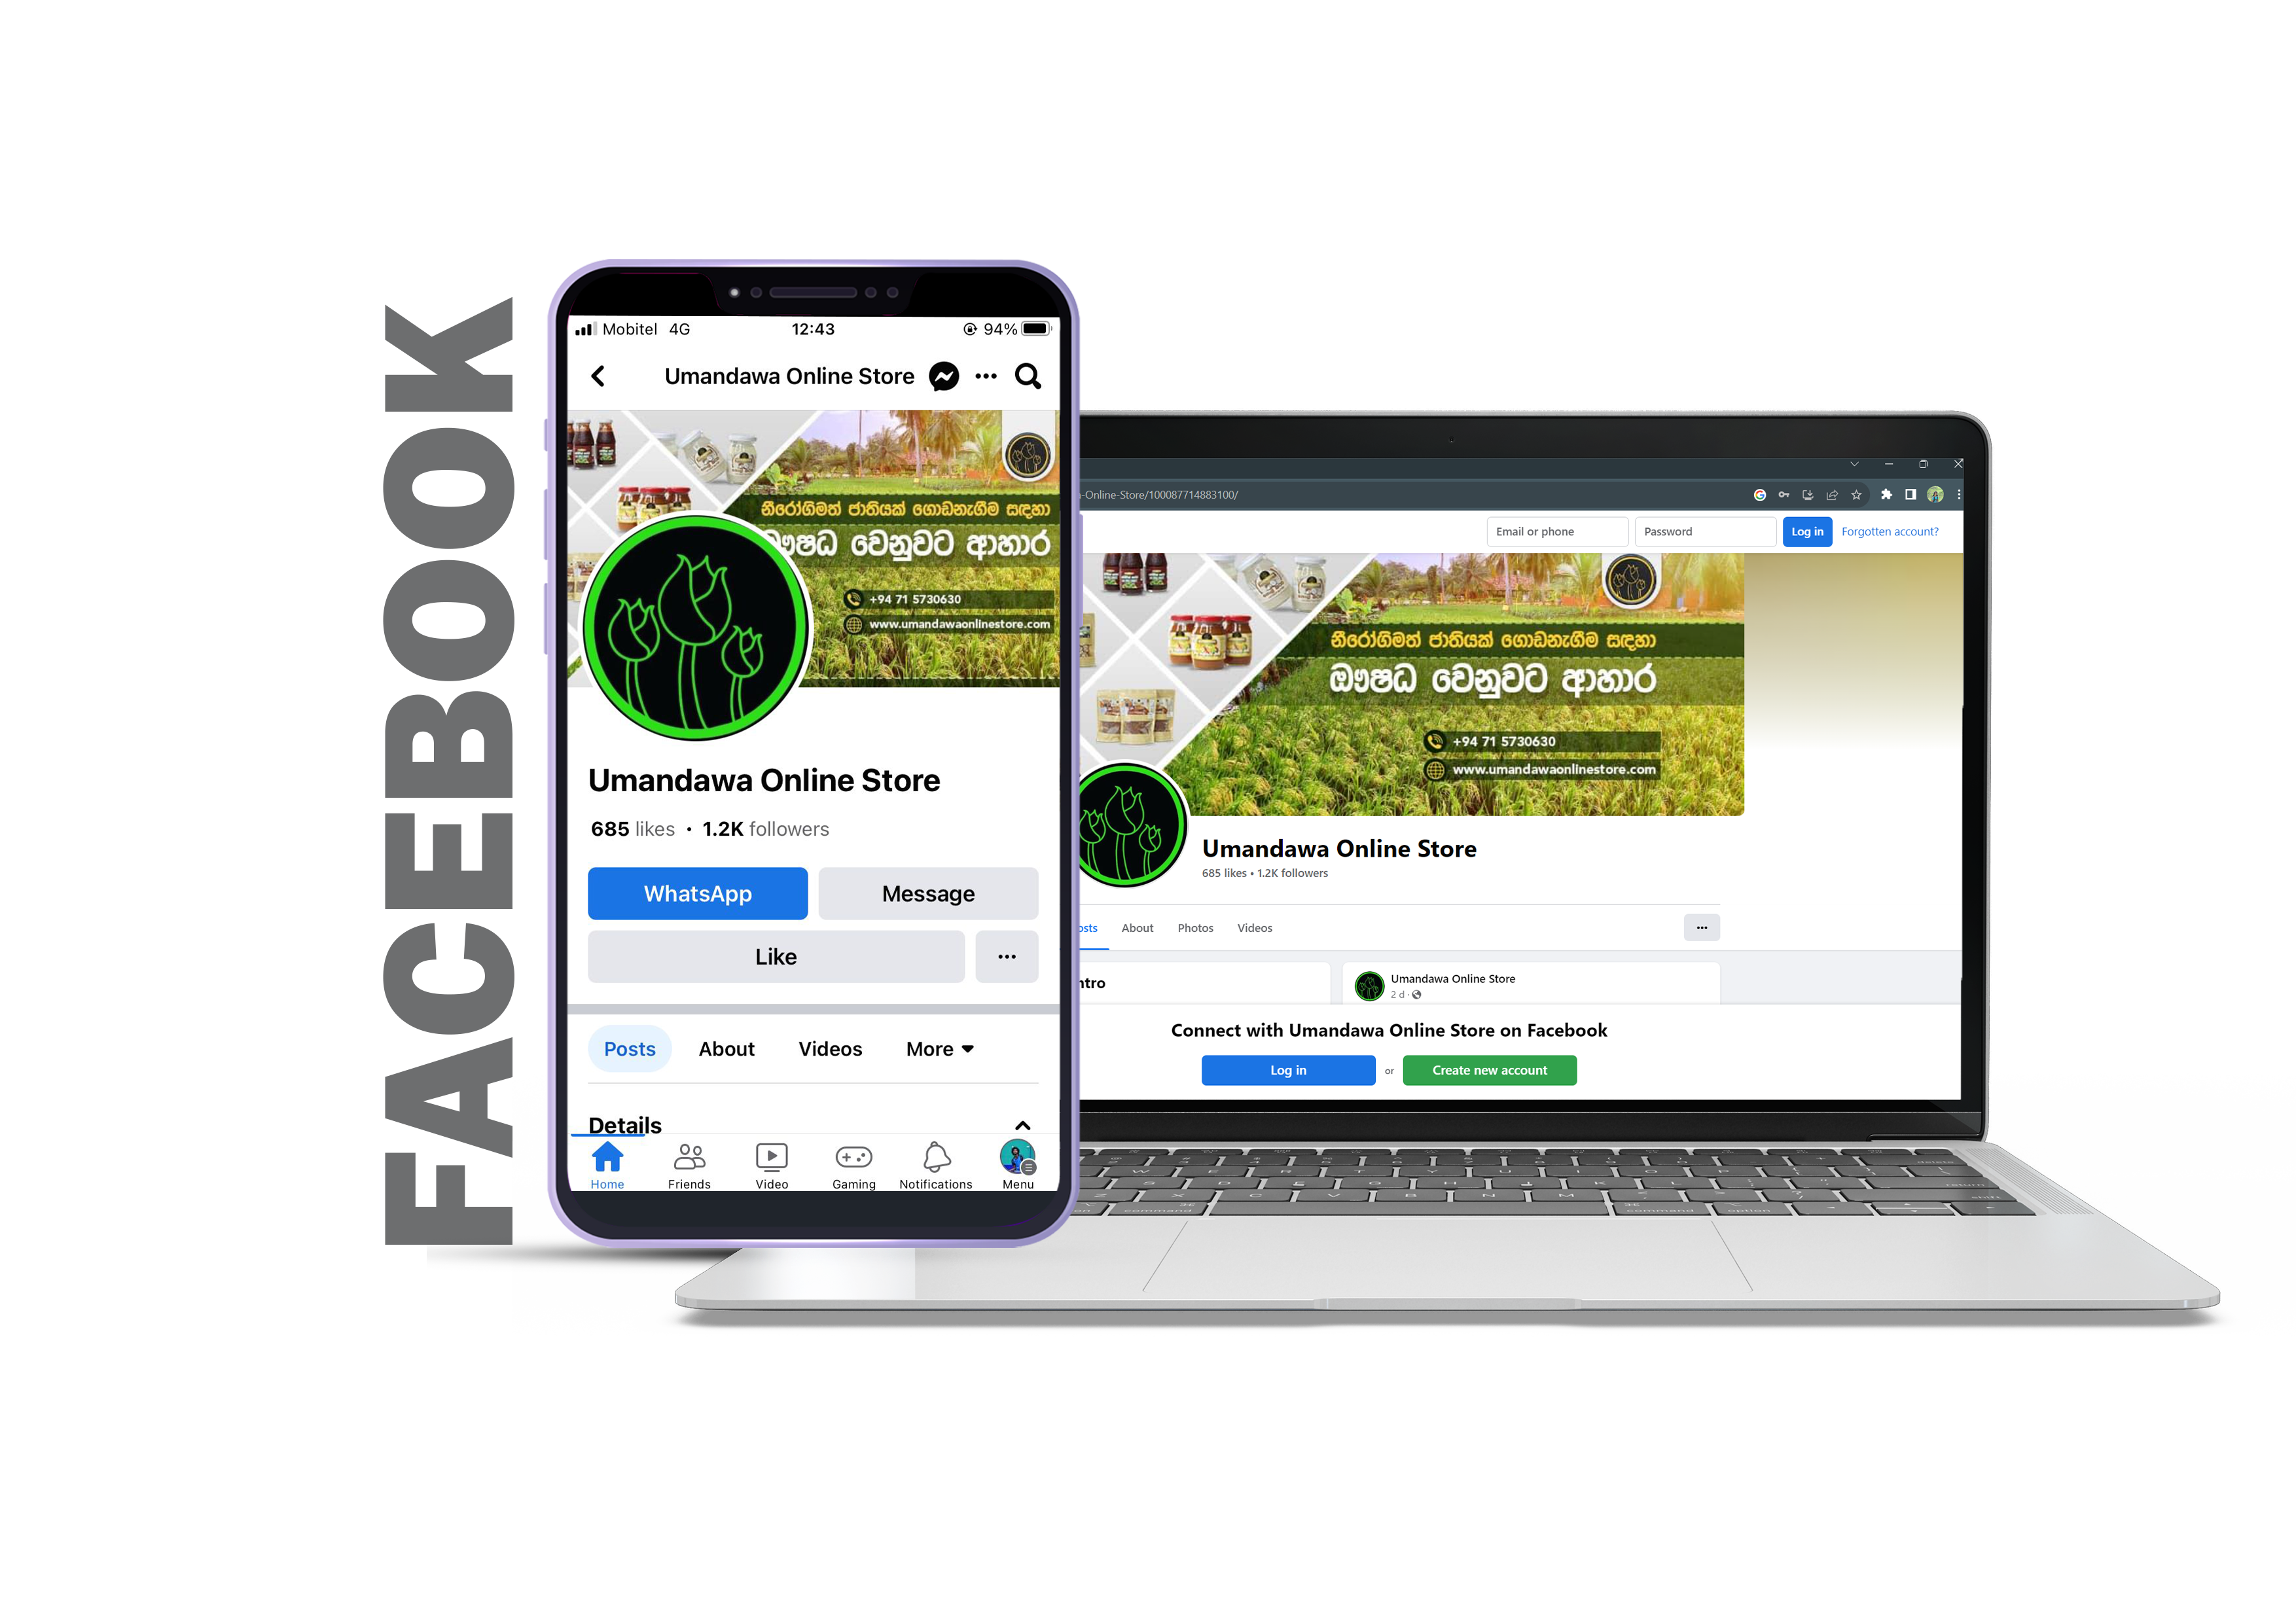 FACEBOOK
Mobitel 4G 12:43 94%
Umandawa Online Store
නීරෝගිමත් ජාතියක් ගොඩනැගීම සඳහා
ඖෂධ වෙනුවට ආහාර
+94 71 5730630
www.umandawaonlinestore.com
Umandawa Online Store
685 likes • 1.2K followers
WhatsApp Message
Like
Posts About Videos More
Details
Home Friends Video Gaming Notifications Menu
-Online-Store/100087714883100/
Email or phone Password Log in Forgotten account?
නීරෝගිමත් ජාතියක් ගොඩනැගීම සඳහා
ඖෂධ වෙනුවට ආහාර
+94 71 5730630
www.umandawaonlinestore.com
Umandawa Online Store
685 likes • 1.2K followers
osts About Photos Videos
ntro
Umandawa Online Store
2 d
Connect with Umandawa Online Store on Facebook
Log in or Create new account
command command option